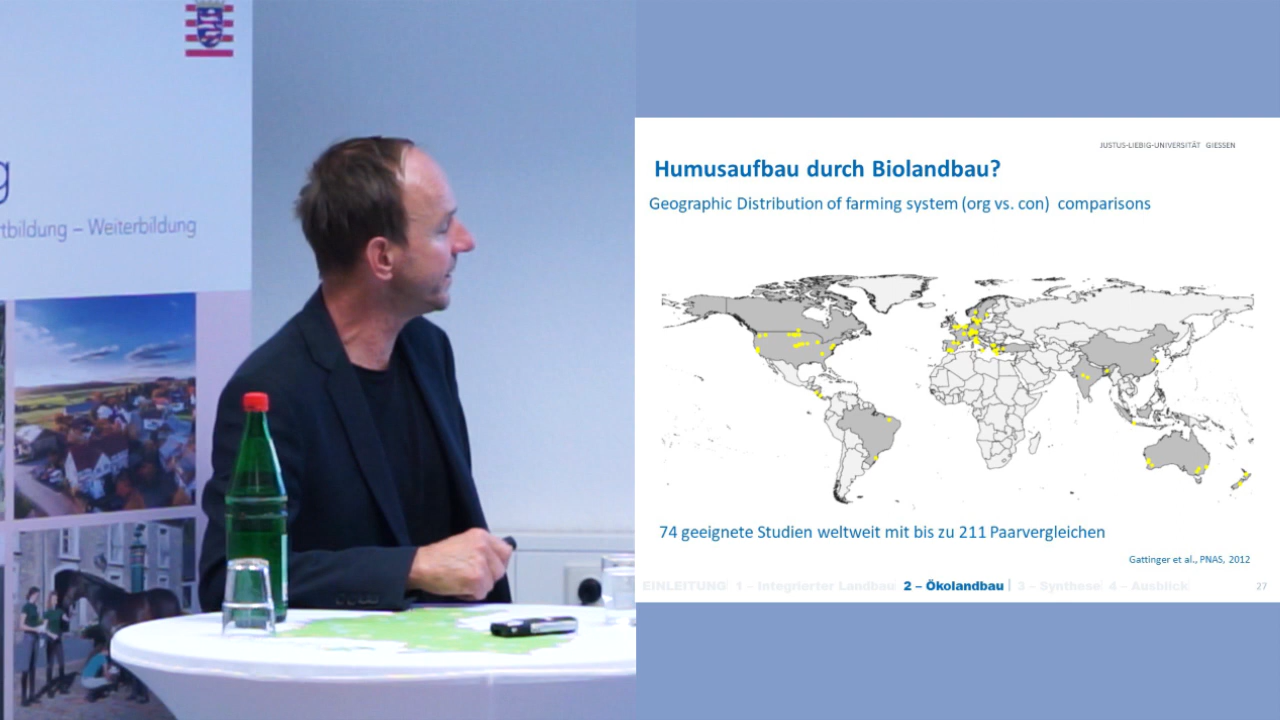 g
tbildung – Weiterbildung
JUSTUS-LIEBIG-UNIVERSITÄT GIESSEN
Humusaufbau durch Biolandbau?
Geographic Distribution of farming system (org vs. con) comparisons
74 geeignete Studien weltweit mit bis zu 211 Paarvergleichen
Gattinger et al., PNAS, 2012
EINLEITUNG| 1 – Integrierter Landbau| 2 – Ökolandbau | 3 – Synthese| 4 – Ausblick
27